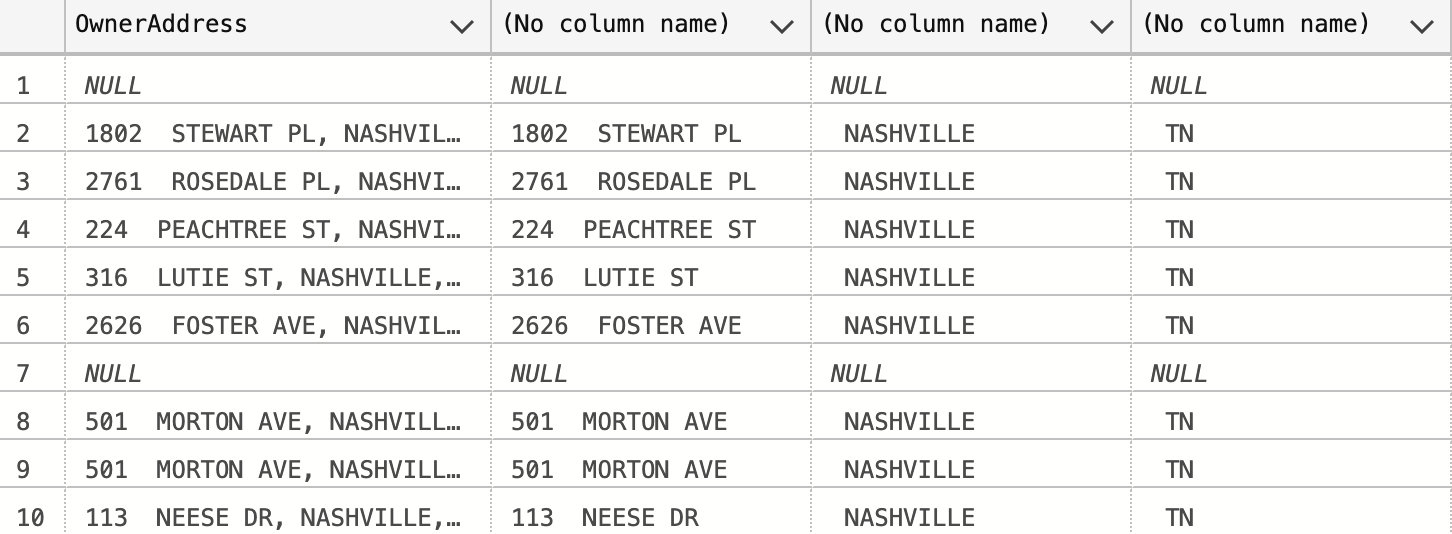 OwnerAddress (No column name) (No column name) (No column name)
1 NULL NULL NULL NULL
2 1802  STEWART PL, NASHVIL… 1802  STEWART PL NASHVILLE TN
3 2761  ROSEDALE PL, NASHVI… 2761  ROSEDALE PL NASHVILLE TN
4 224  PEACHTREE ST, NASHVI… 224  PEACHTREE ST NASHVILLE TN
5 316  LUTIE ST, NASHVILLE,… 316  LUTIE ST NASHVILLE TN
6 2626  FOSTER AVE, NASHVIL… 2626  FOSTER AVE NASHVILLE TN
7 NULL NULL NULL NULL
8 501  MORTON AVE, NASHVILL… 501  MORTON AVE NASHVILLE TN
9 501  MORTON AVE, NASHVILL… 501  MORTON AVE NASHVILLE TN
10 113  NEESE DR, NASHVILLE,… 113  NEESE DR NASHVILLE TN